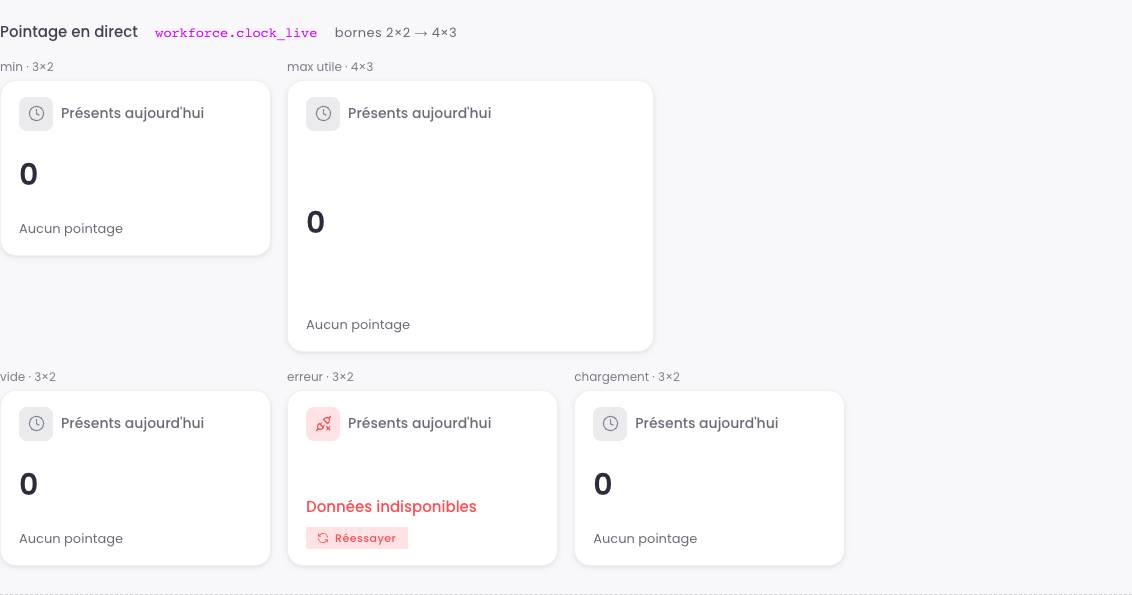 Pointage en direct workforce.clock_live bornes 2×2 → 4×3
min · 3×2 max utile · 4×3
Présents aujourd'hui Présents aujourd'hui
0
0
Aucun pointage
Aucun pointage
vide · 3×2 erreur · 3×2 chargement · 3×2
Présents aujourd'hui Présents aujourd'hui Présents aujourd'hui
0 0
Données indisponibles
Aucun pointage Réessayer Aucun pointage